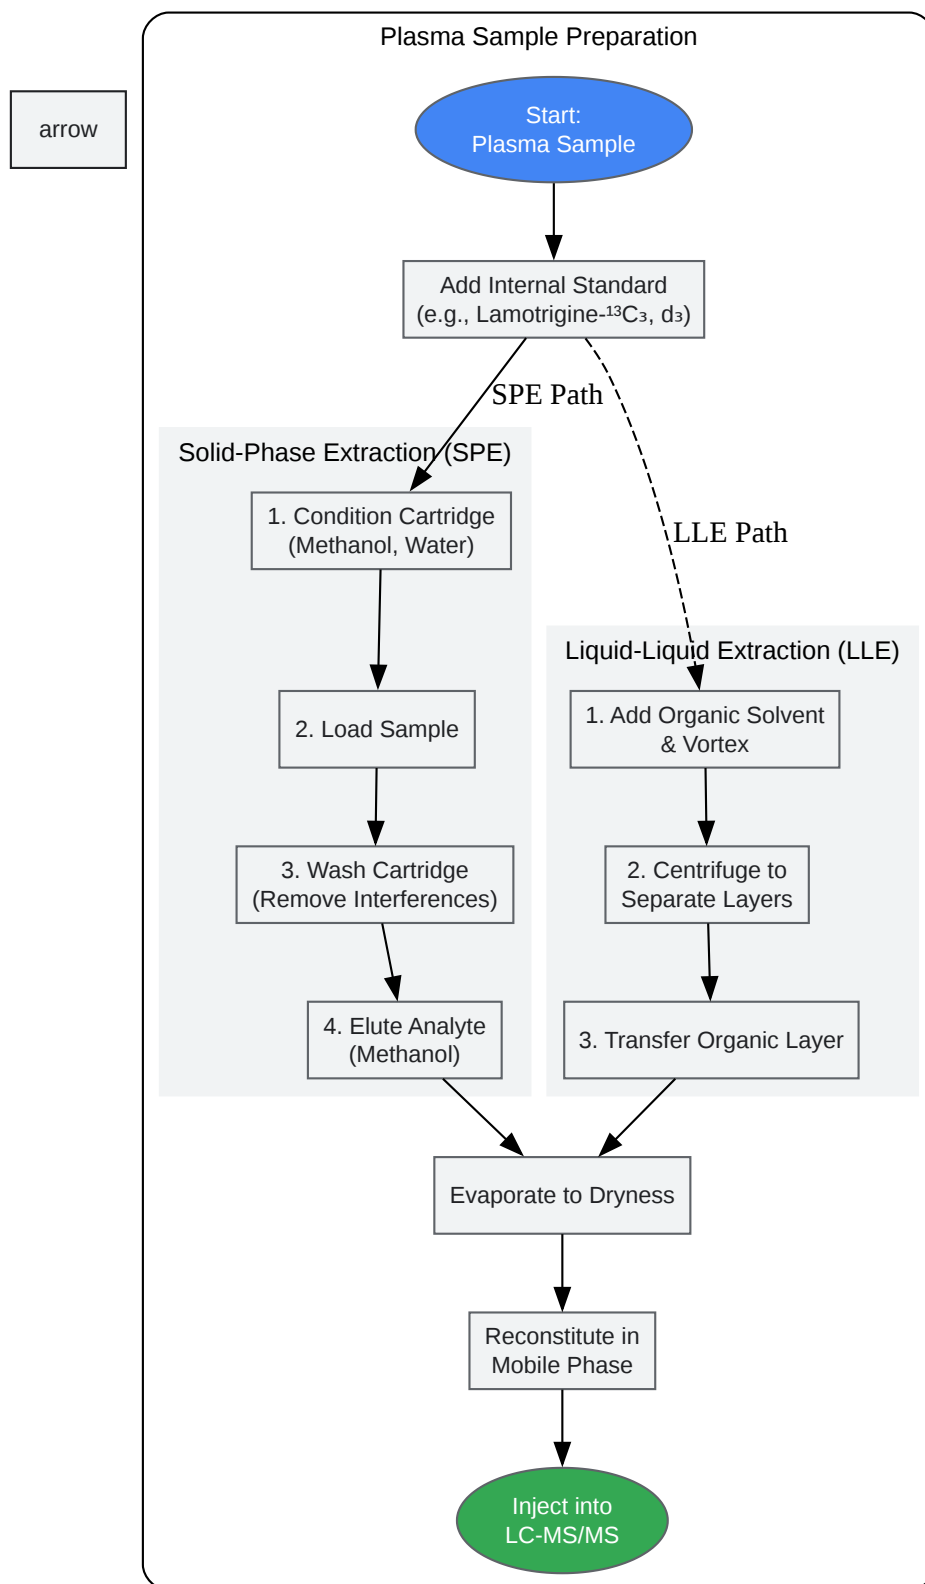 Plasma Sample Preparation
arrow
Start:
Plasma Sample
Add Internal Standard
(e.g., Lamotrigine-¹³C₃, d₃)
SPE Path
LLE Path
Solid-Phase Extraction (SPE)
1. Condition Cartridge
(Methanol, Water)
2. Load Sample
3. Wash Cartridge
(Remove Interferences)
4. Elute Analyte
(Methanol)
Liquid-Liquid Extraction (LLE)
1. Add Organic Solvent
& Vortex
2. Centrifuge to
Separate Layers
3. Transfer Organic Layer
Evaporate to Dryness
Reconstitute in
Mobile Phase
Inject into
LC-MS/MS